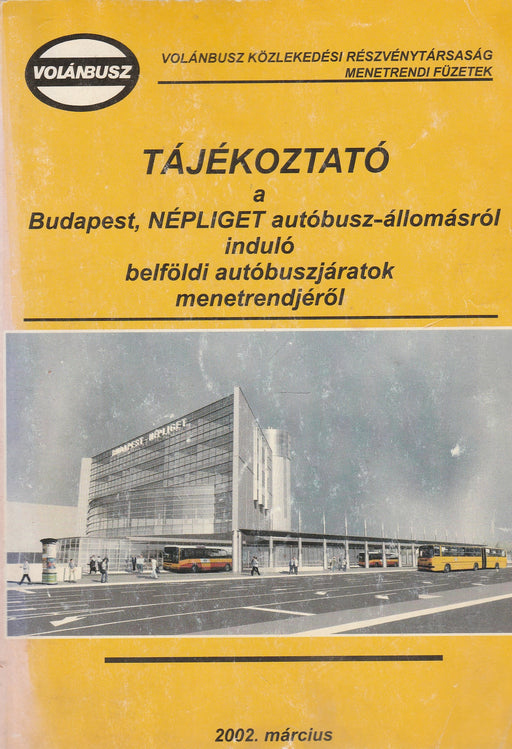 VOLÁNBUSZ
VOLÁNBUSZ KÖZLEKEDÉSI RÉSZVÉNYTÁRSASÁG
MENETRENDI FÜZETEK
TÁJÉKOZTATÓ
a
Budapest, NÉPLIGET autóbusz-állomásról
induló
belföldi autóbuszjáratok
menetrendjéről
BUDAPEST, NÉPLIGET
2002. március